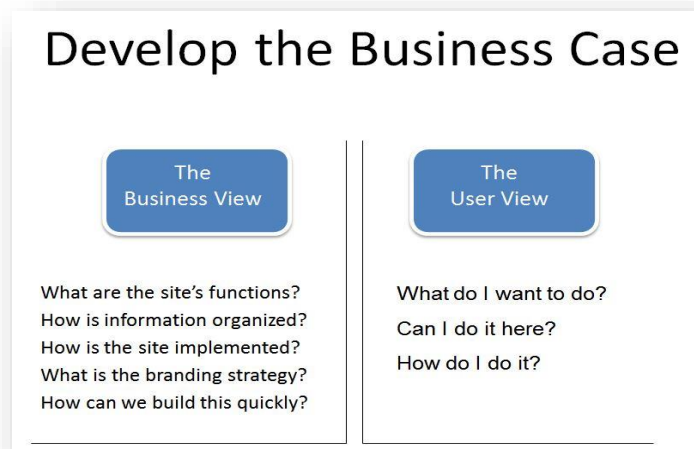 Develop the Business Case
The
Business View
What are the site's functions?
How is information organized?
How is the site implemented?
What is the branding strategy?
How can we build this quickly?
The
User View
What do I want to do?
Can I do it here?
How do I do it?